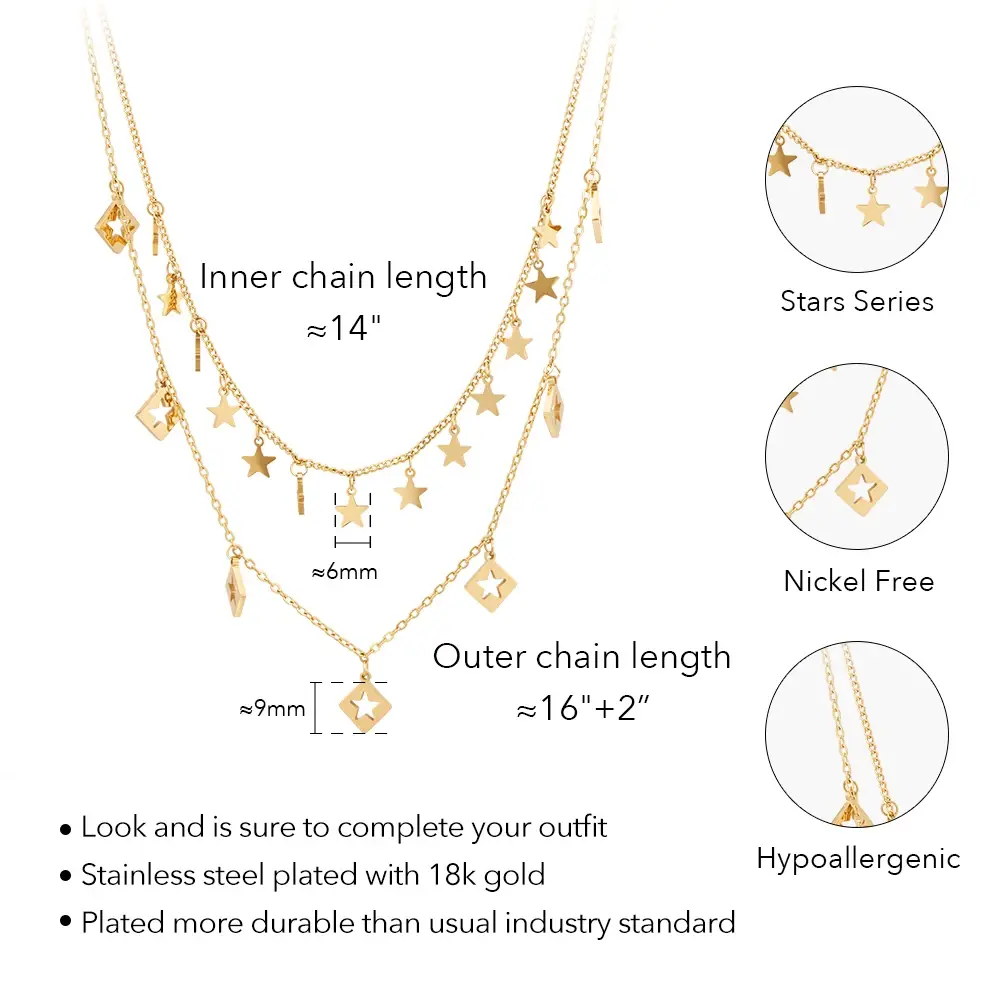 Inner chain length
≈14"
≈6mm
Outer chain length
≈16"+2”
≈9mm
Stars Series
Nickel Free
Hypoallergenic
• Look and is sure to complete your outfit
• Stainless steel plated with 18k gold
• Plated more durable than usual industry standard